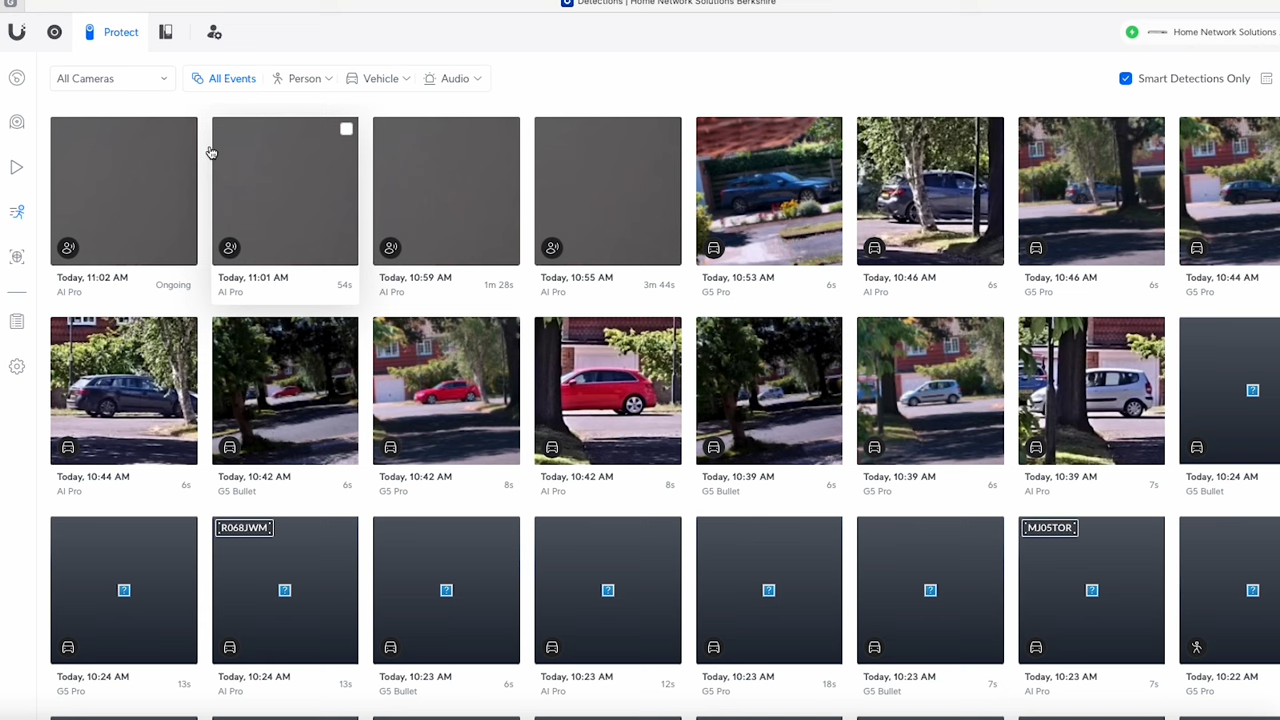 Detections | Home Network Solutions Berkshire
Protect
Home Network Solutions
All Cameras
All Events
Person
Vehicle
Audio
Smart Detections Only
Today, 11:02 AM
AI Pro
Ongoing
Today, 11:01 AM
AI Pro
54s
Today, 10:59 AM
AI Pro
1m 28s
Today, 10:55 AM
AI Pro
3m 44s
Today, 10:53 AM
G5 Pro
6s
Today, 10:46 AM
AI Pro
6s
Today, 10:46 AM
G5 Pro
6s
Today, 10:44 AM
G5 Pro
Today, 10:44 AM
AI Pro
6s
Today, 10:42 AM
G5 Bullet
6s
Today, 10:42 AM
G5 Pro
8s
Today, 10:42 AM
AI Pro
8s
Today, 10:39 AM
G5 Bullet
6s
Today, 10:39 AM
G5 Pro
6s
Today, 10:39 AM
AI Pro
7s
Today, 10:24 AM
G5 Bullet
R068JWM
MJ05TOR
Today, 10:24 AM
G5 Pro
13s
Today, 10:24 AM
AI Pro
13s
Today, 10:23 AM
G5 Bullet
6s
Today, 10:23 AM
AI Pro
12s
Today, 10:23 AM
G5 Pro
18s
Today, 10:23 AM
G5 Bullet
7s
Today, 10:23 AM
AI Pro
7s
Today, 10:22 AM
G5 Pro